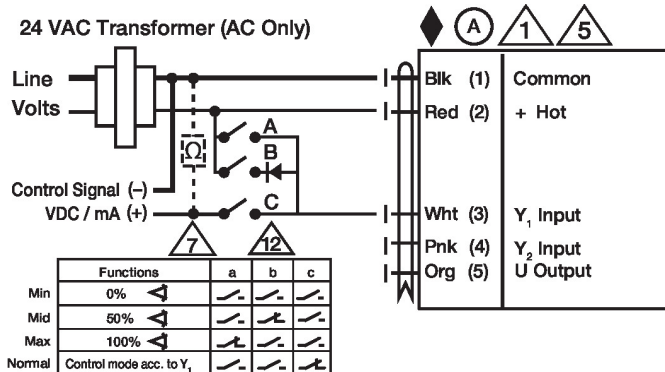 24 VAC Transformer (AC Only)
A 1 5
Line
Volts
Blk (1) Common
Red (2) + Hot
A
B
Ω
Control Signal (–)
VDC / mA (+)
C
Wht (3) Y1 Input
Pnk (4) Y2 Input
Org (5) U Output
7 12
Functions a b c
Min 0%
Mid 50%
Max 100%
Normal Control mode acc. to Y1